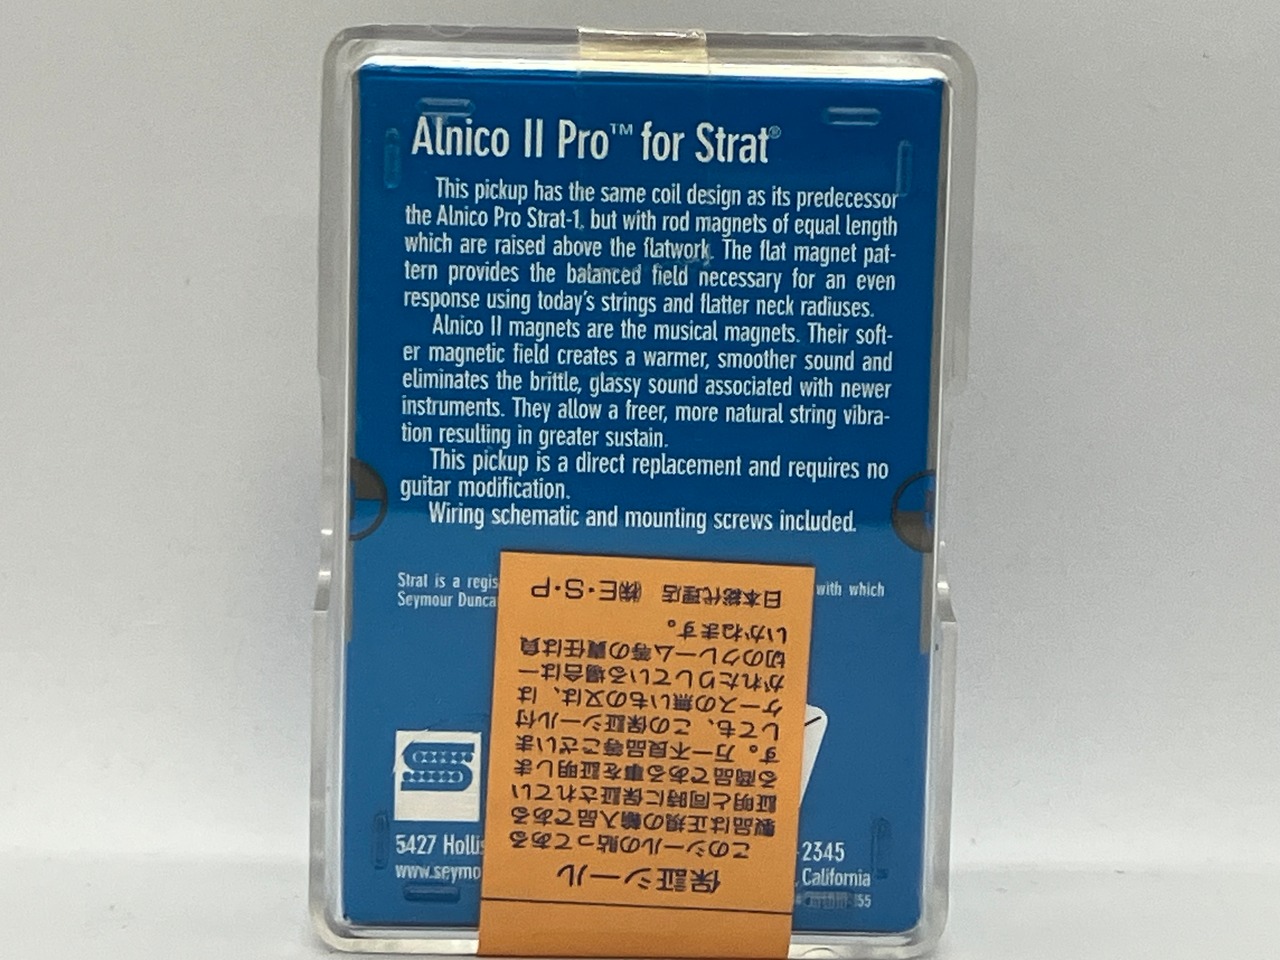 Alnico II Pro™ for Strat®
This pickup has the same coil design as its predecessor
the Alnico Pro Strat-1, but with rod magnets of equal length
which are raised above the flatwork. The flat magnet pat-
tern provides the balanced field necessary for an even
response using today's strings and flatter neck radiuses.
Alnico II magnets are the musical magnets. Their soft-
er magnetic field creates a warmer, smoother sound and
eliminates the brittle, glassy sound associated with newer
instruments. They allow a freer, more natural string vibra-
tion resulting in greater sustain.
This pickup is a direct replacement and requires no
guitar modification.
Wiring schematic and mounting screws included.
Strat is a regis with which
Seymour Dunca
5427 Hollis 2345
www.seymo , California
155
保証シール
このシールの貼ってある
製品は正規の輸入品である
証明と同時に保証されてい
る商品である事を証明しま
す。万一不良品等ございま
しても、この保証シール付
ケースの無いもの又は、は
がれたりしている場合は一
切のクレーム等の責任は負
いかねます。
日本総代理店 ㈱E・S・P